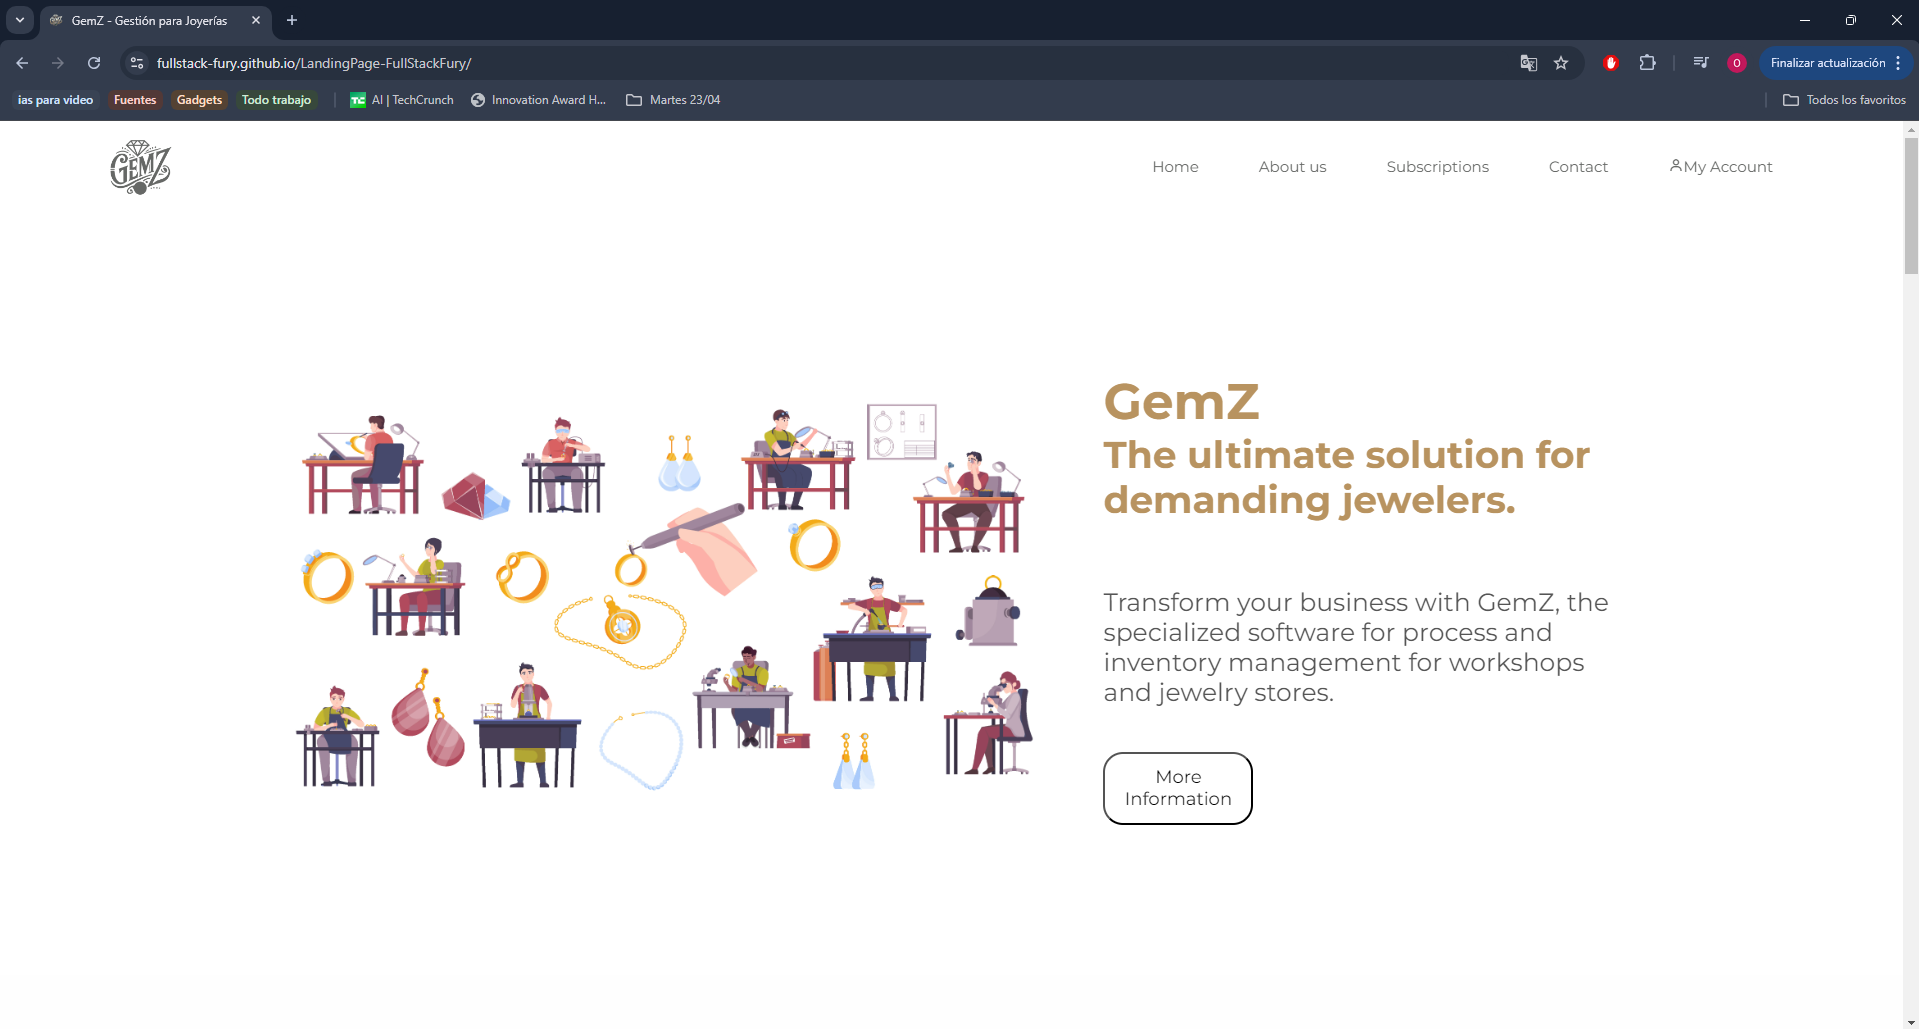 GemZ - Gestión para Joyerías
fullstack-fury.github.io/LandingPage-FullStackFury/
O
Finalizar actualización
ias para video
Fuentes
Gadgets
Todo trabajo
TC
AI | TechCrunch
Innovation Award H...
Martes 23/04
Todos los favoritos
GEMZ
Home
About us
Subscriptions
Contact
My Account
GemZ
The ultimate solution for
demanding jewelers.
Transform your business with GemZ, the
specialized software for process and
inventory management for workshops
and jewelry stores.
More
Information